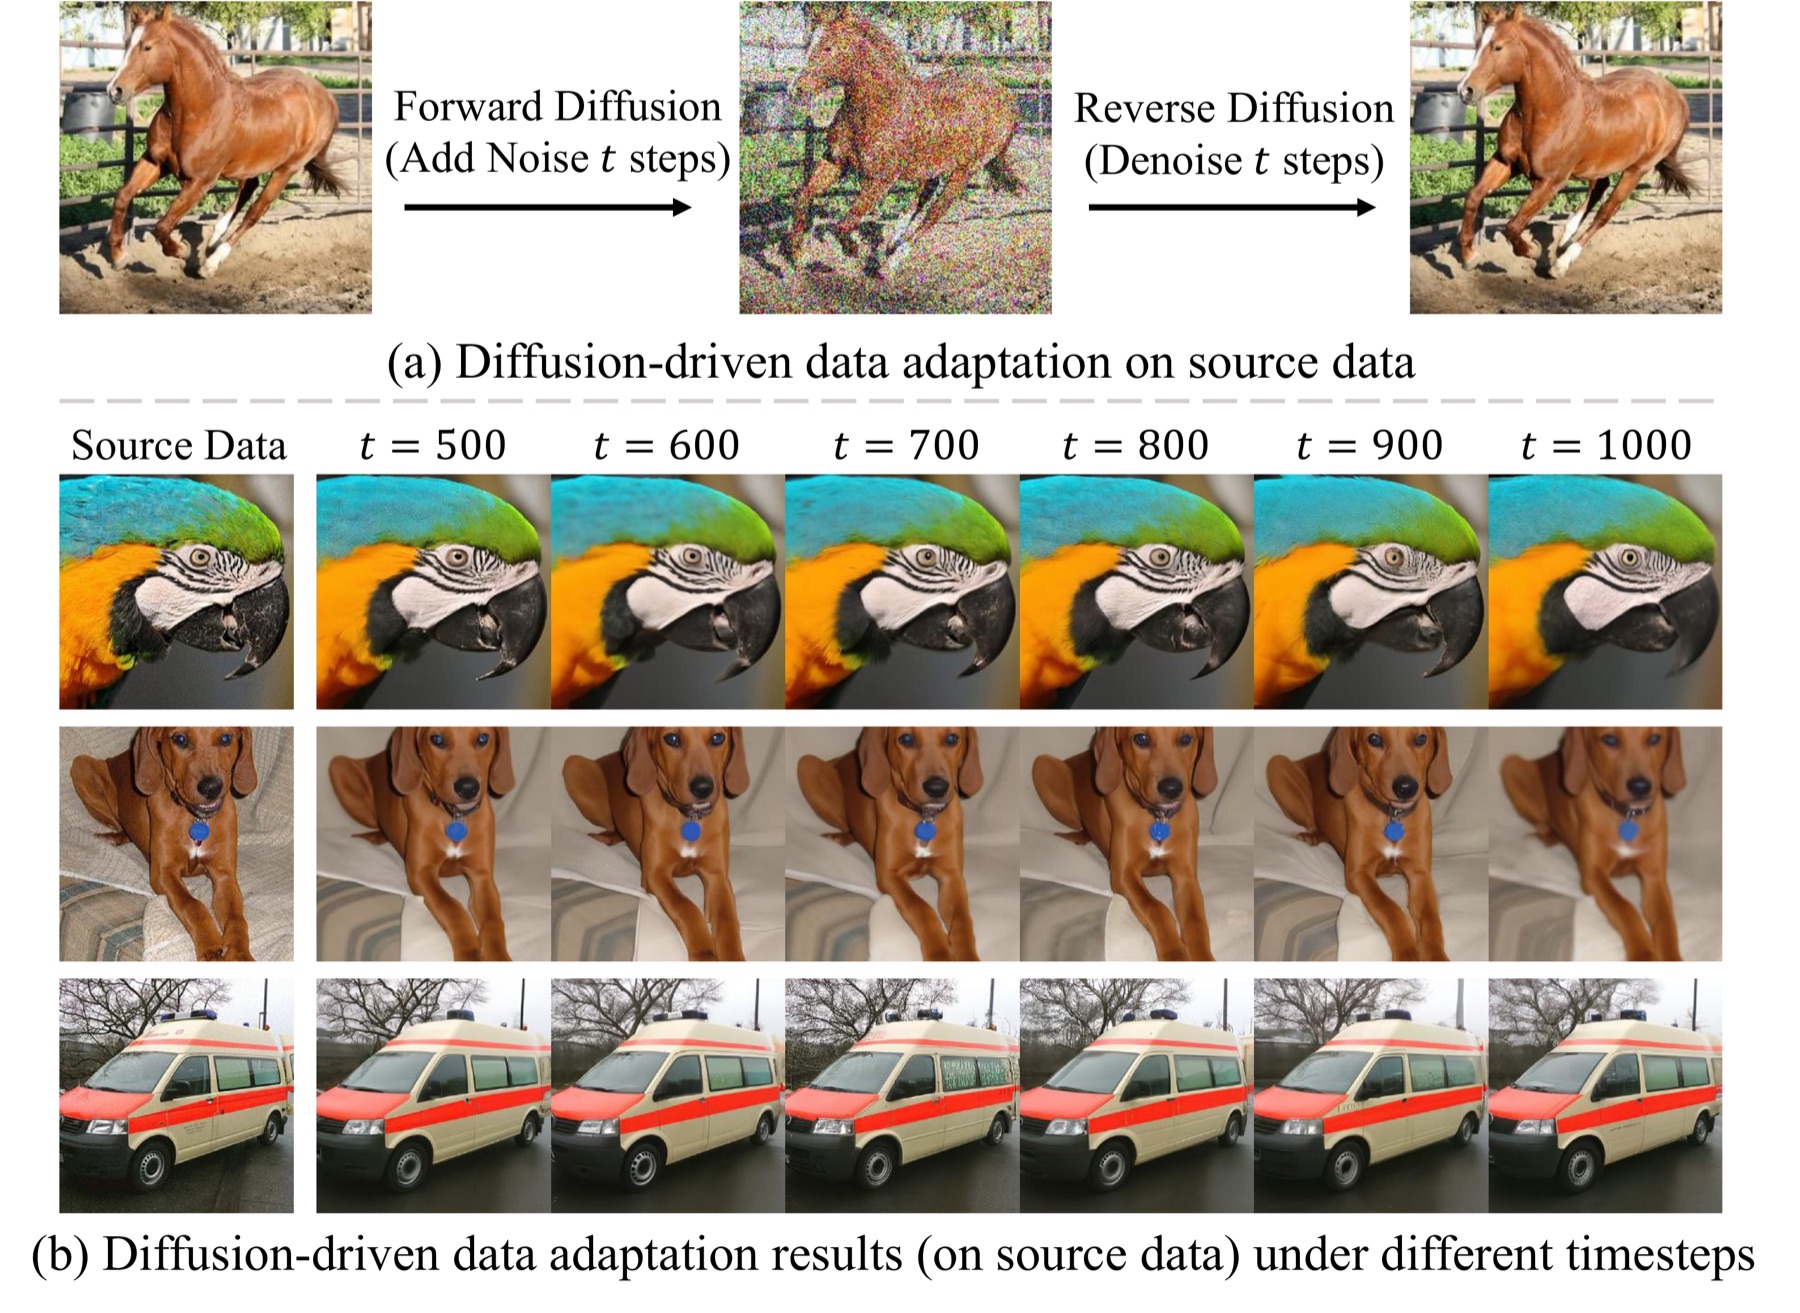 Forward Diffusion
(Add Noise t steps)
Reverse Diffusion
(Denoise t steps)
(a) Diffusion-driven data adaptation on source data
Source Data t = 500 t = 600 t = 700 t = 800 t = 900 t = 1000
(b) Diffusion-driven data adaptation results (on source data) under different timesteps